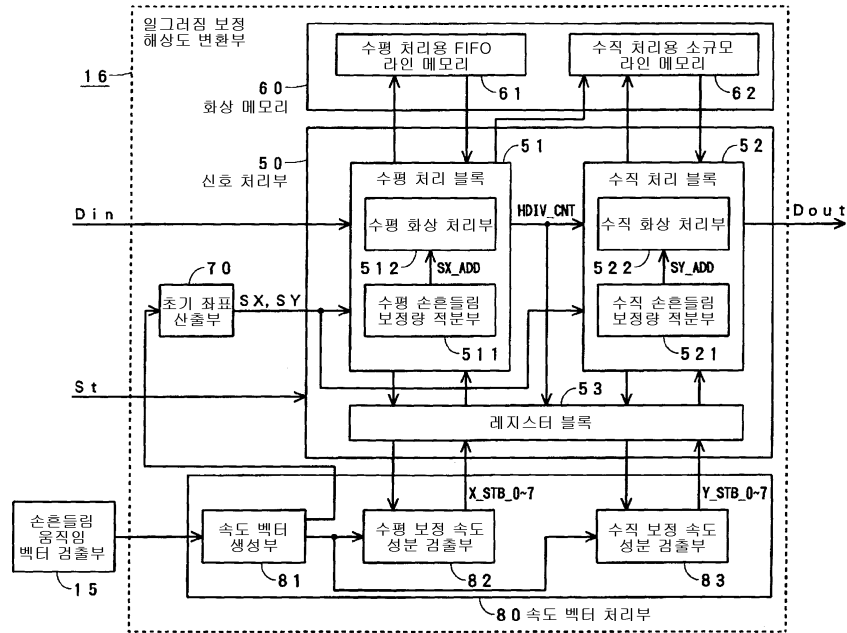 일그러짐 보정
해상도 변환부
16
60
화상 메모리
수평 처리용 FIFO
라인 메모리
61
수직 처리용 소규모
라인 메모리
62
50
신호 처리부
51
수평 처리 블록
수평 화상 처리부
512
SX_ADD
수평 손흔들림
보정량 적분부
511
HDIV_CNT
52
수직 처리 블록
수직 화상 처리부
522
SY_ADD
수직 손흔들림
보정량 적분부
521
Din
Dout
70
초기 좌표
산출부
SX, SY
St
53
레지스터 블록
X_STB_0~7
Y_STB_0~7
손흔들림
움직임
벡터 검출부
15
속도 벡터
생성부
81
수평 보정 속도
성분 검출부
82
수직 보정 속도
성분 검출부
83
80 속도 벡터 처리부